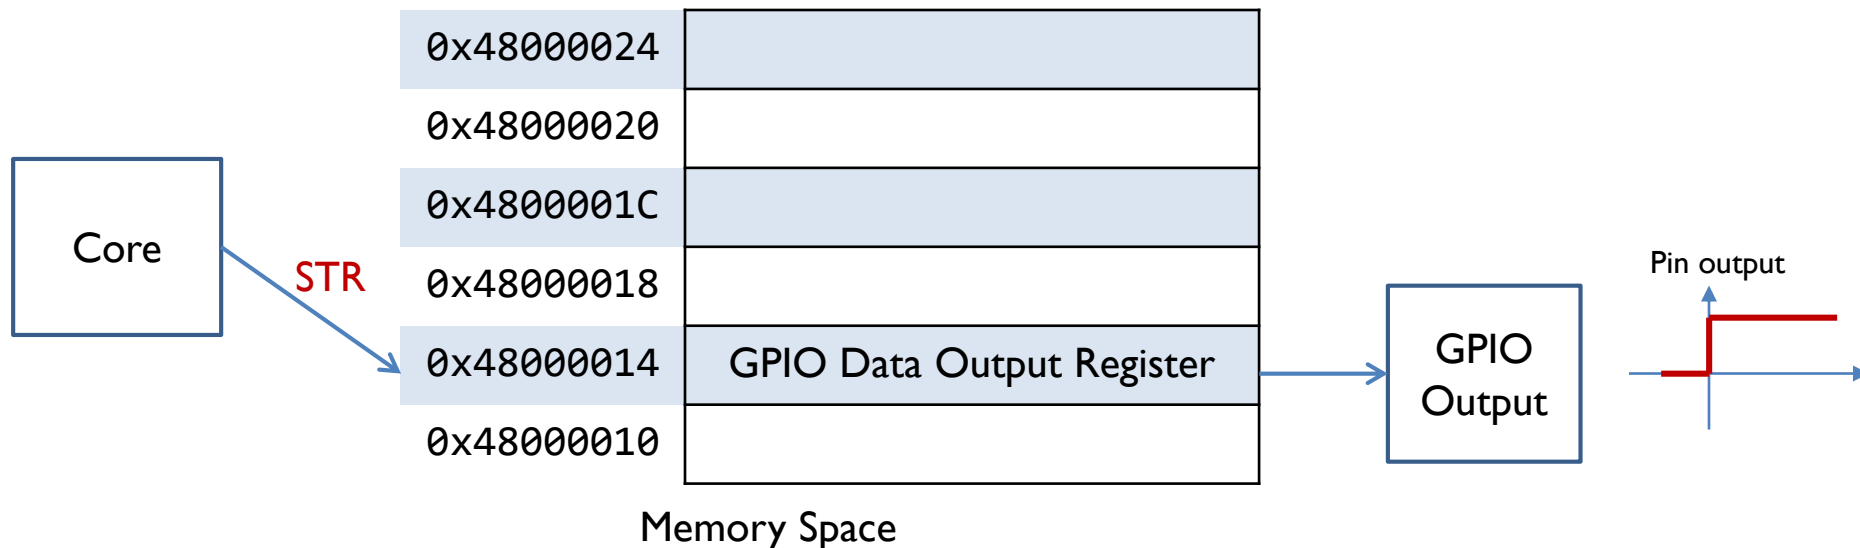 0x48000024
0x48000020
0x4800001C
0x48000018
0x48000014 GPIO Data Output Register
0x48000010
Memory Space
Core
STR
GPIO
Output
Pin output